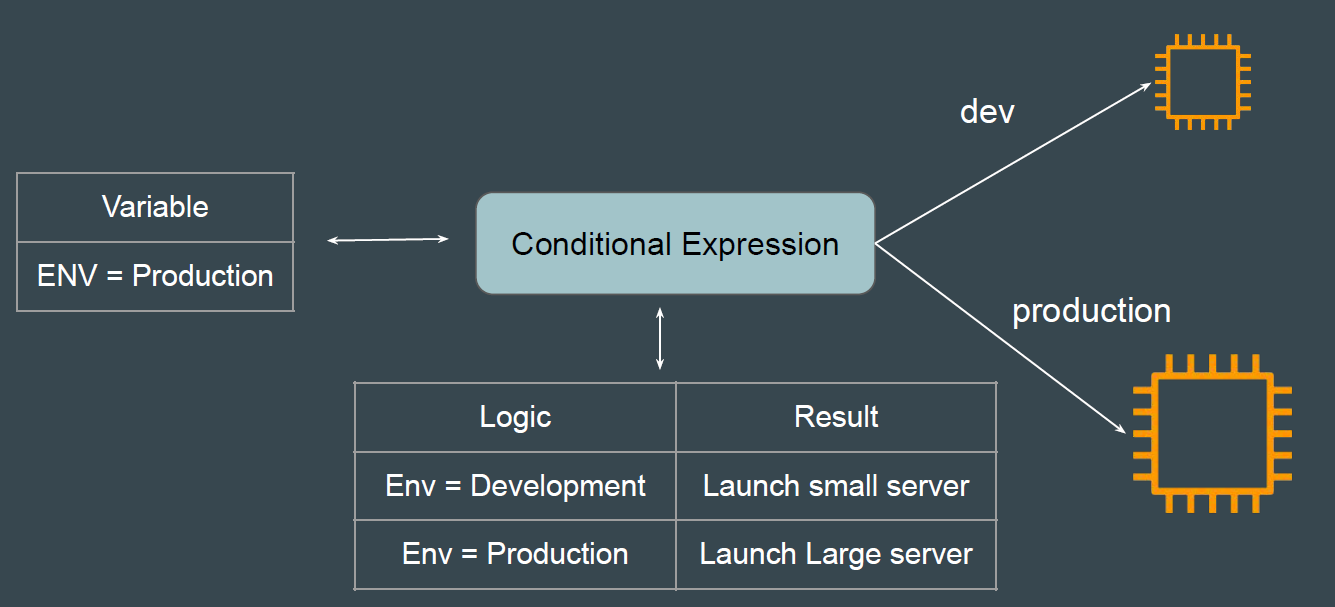 dev
Variable
ENV = Production
Conditional Expression
production
Logic Result
Env = Development Launch small server
Env = Production Launch Large server